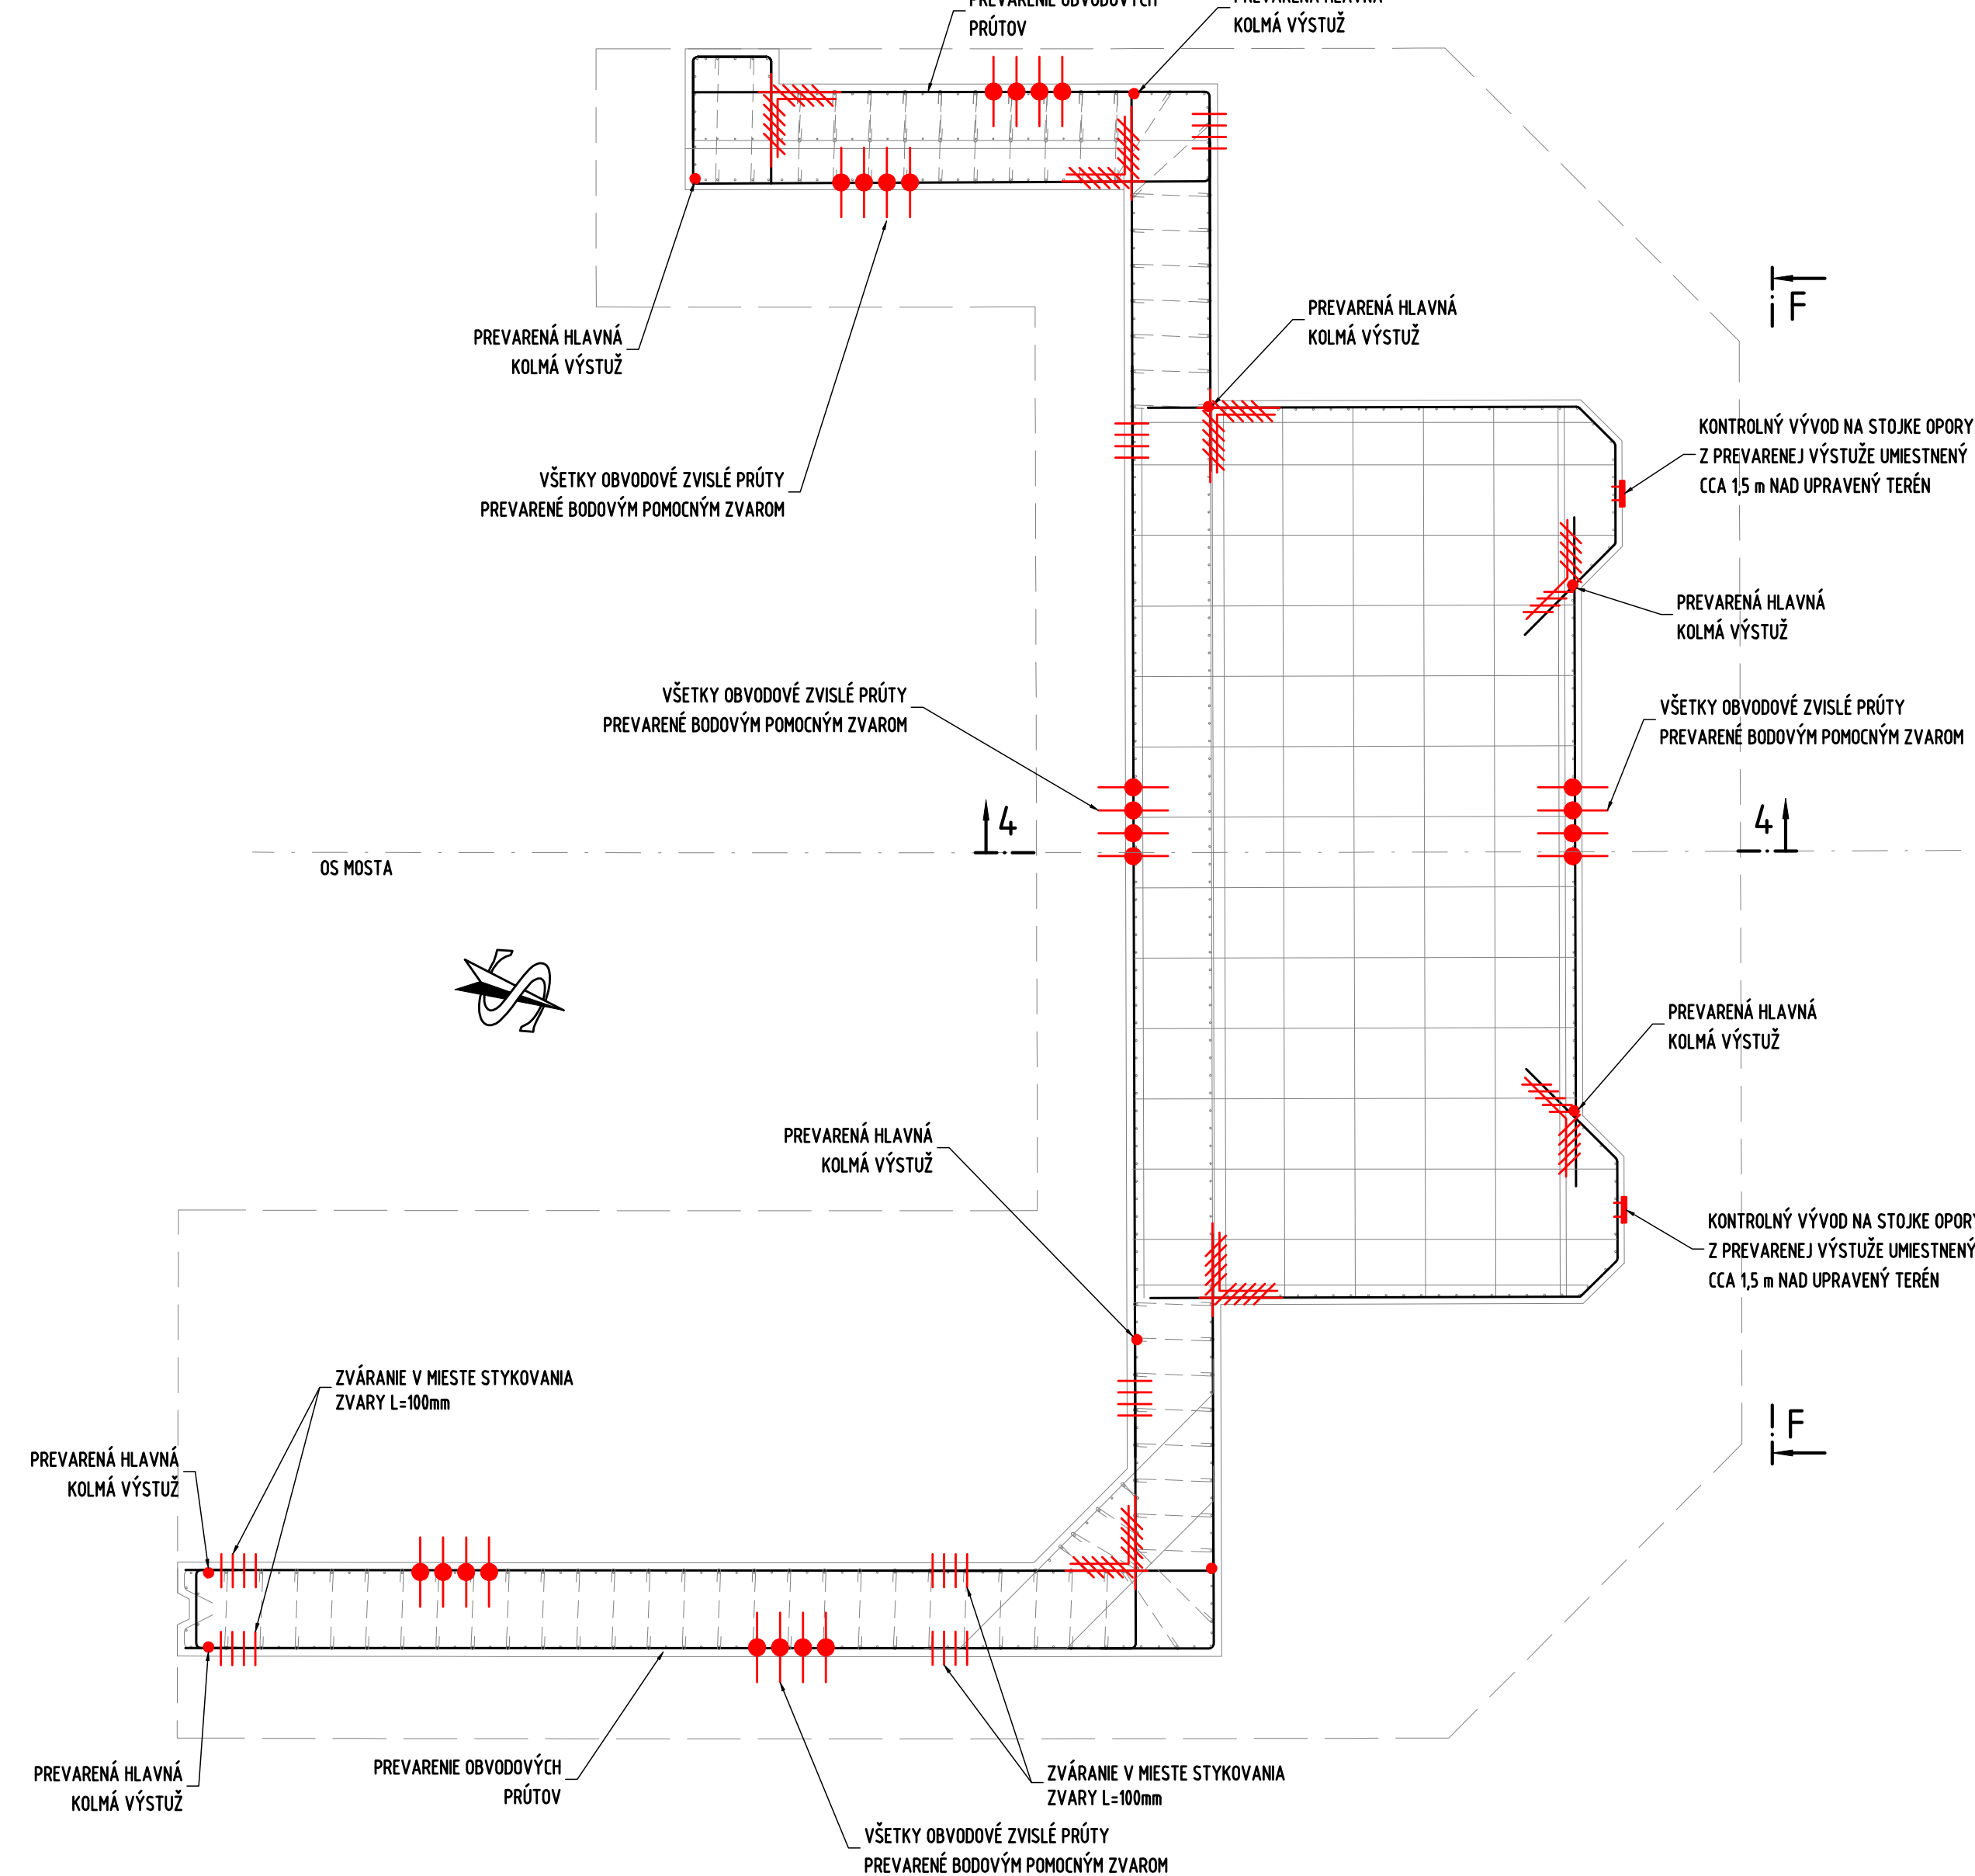 PREVARENIE OBVODOVÝCH
PRÚTOV
PREVARENÁ HLAVNÁ
KOLMÁ VÝSTUŽ
F
PREVARENÁ HLAVNÁ
KOLMÁ VÝSTUŽ
PREVARENÁ HLAVNÁ
KOLMÁ VÝSTUŽ
KONTROLNÝ VÝVOD NA STOJKE OPORY
Z PREVARENEJ VÝSTUŽE UMIESTNENÝ
CCA 1,5 m NAD UPRAVENÝ TERÉN
VŠETKY OBVODOVÉ ZVISLÉ PRÚTY
PREVARENÉ BODOVÝM POMOCNÝM ZVAROM
PREVARENÁ HLAVNÁ
KOLMÁ VÝSTUŽ
VŠETKY OBVODOVÉ ZVISLÉ PRÚTY
PREVARENÉ BODOVÝM POMOCNÝM ZVAROM
VŠETKY OBVODOVÉ ZVISLÉ PRÚTY
PREVARENÉ BODOVÝM POMOCNÝM ZVAROM
4
4
OS MOSTA
S
PREVARENÁ HLAVNÁ
KOLMÁ VÝSTUŽ
PREVARENÁ HLAVNÁ
KOLMÁ VÝSTUŽ
KONTROLNÝ VÝVOD NA STOJKE OPORY
Z PREVARENEJ VÝSTUŽE UMIESTNENÝ
CCA 1,5 m NAD UPRAVENÝ TERÉN
ZVÁRANIE V MIESTE STYKOVANIA
ZVARY L=100mm
F
PREVARENÁ HLAVNÁ
KOLMÁ VÝSTUŽ
PREVARENÁ HLAVNÁ
KOLMÁ VÝSTUŽ
PREVARENIE OBVODOVÝCH
PRÚTOV
ZVÁRANIE V MIESTE STYKOVANIA
ZVARY L=100mm
VŠETKY OBVODOVÉ ZVISLÉ PRÚTY
PREVARENÉ BODOVÝM POMOCNÝM ZVAROM